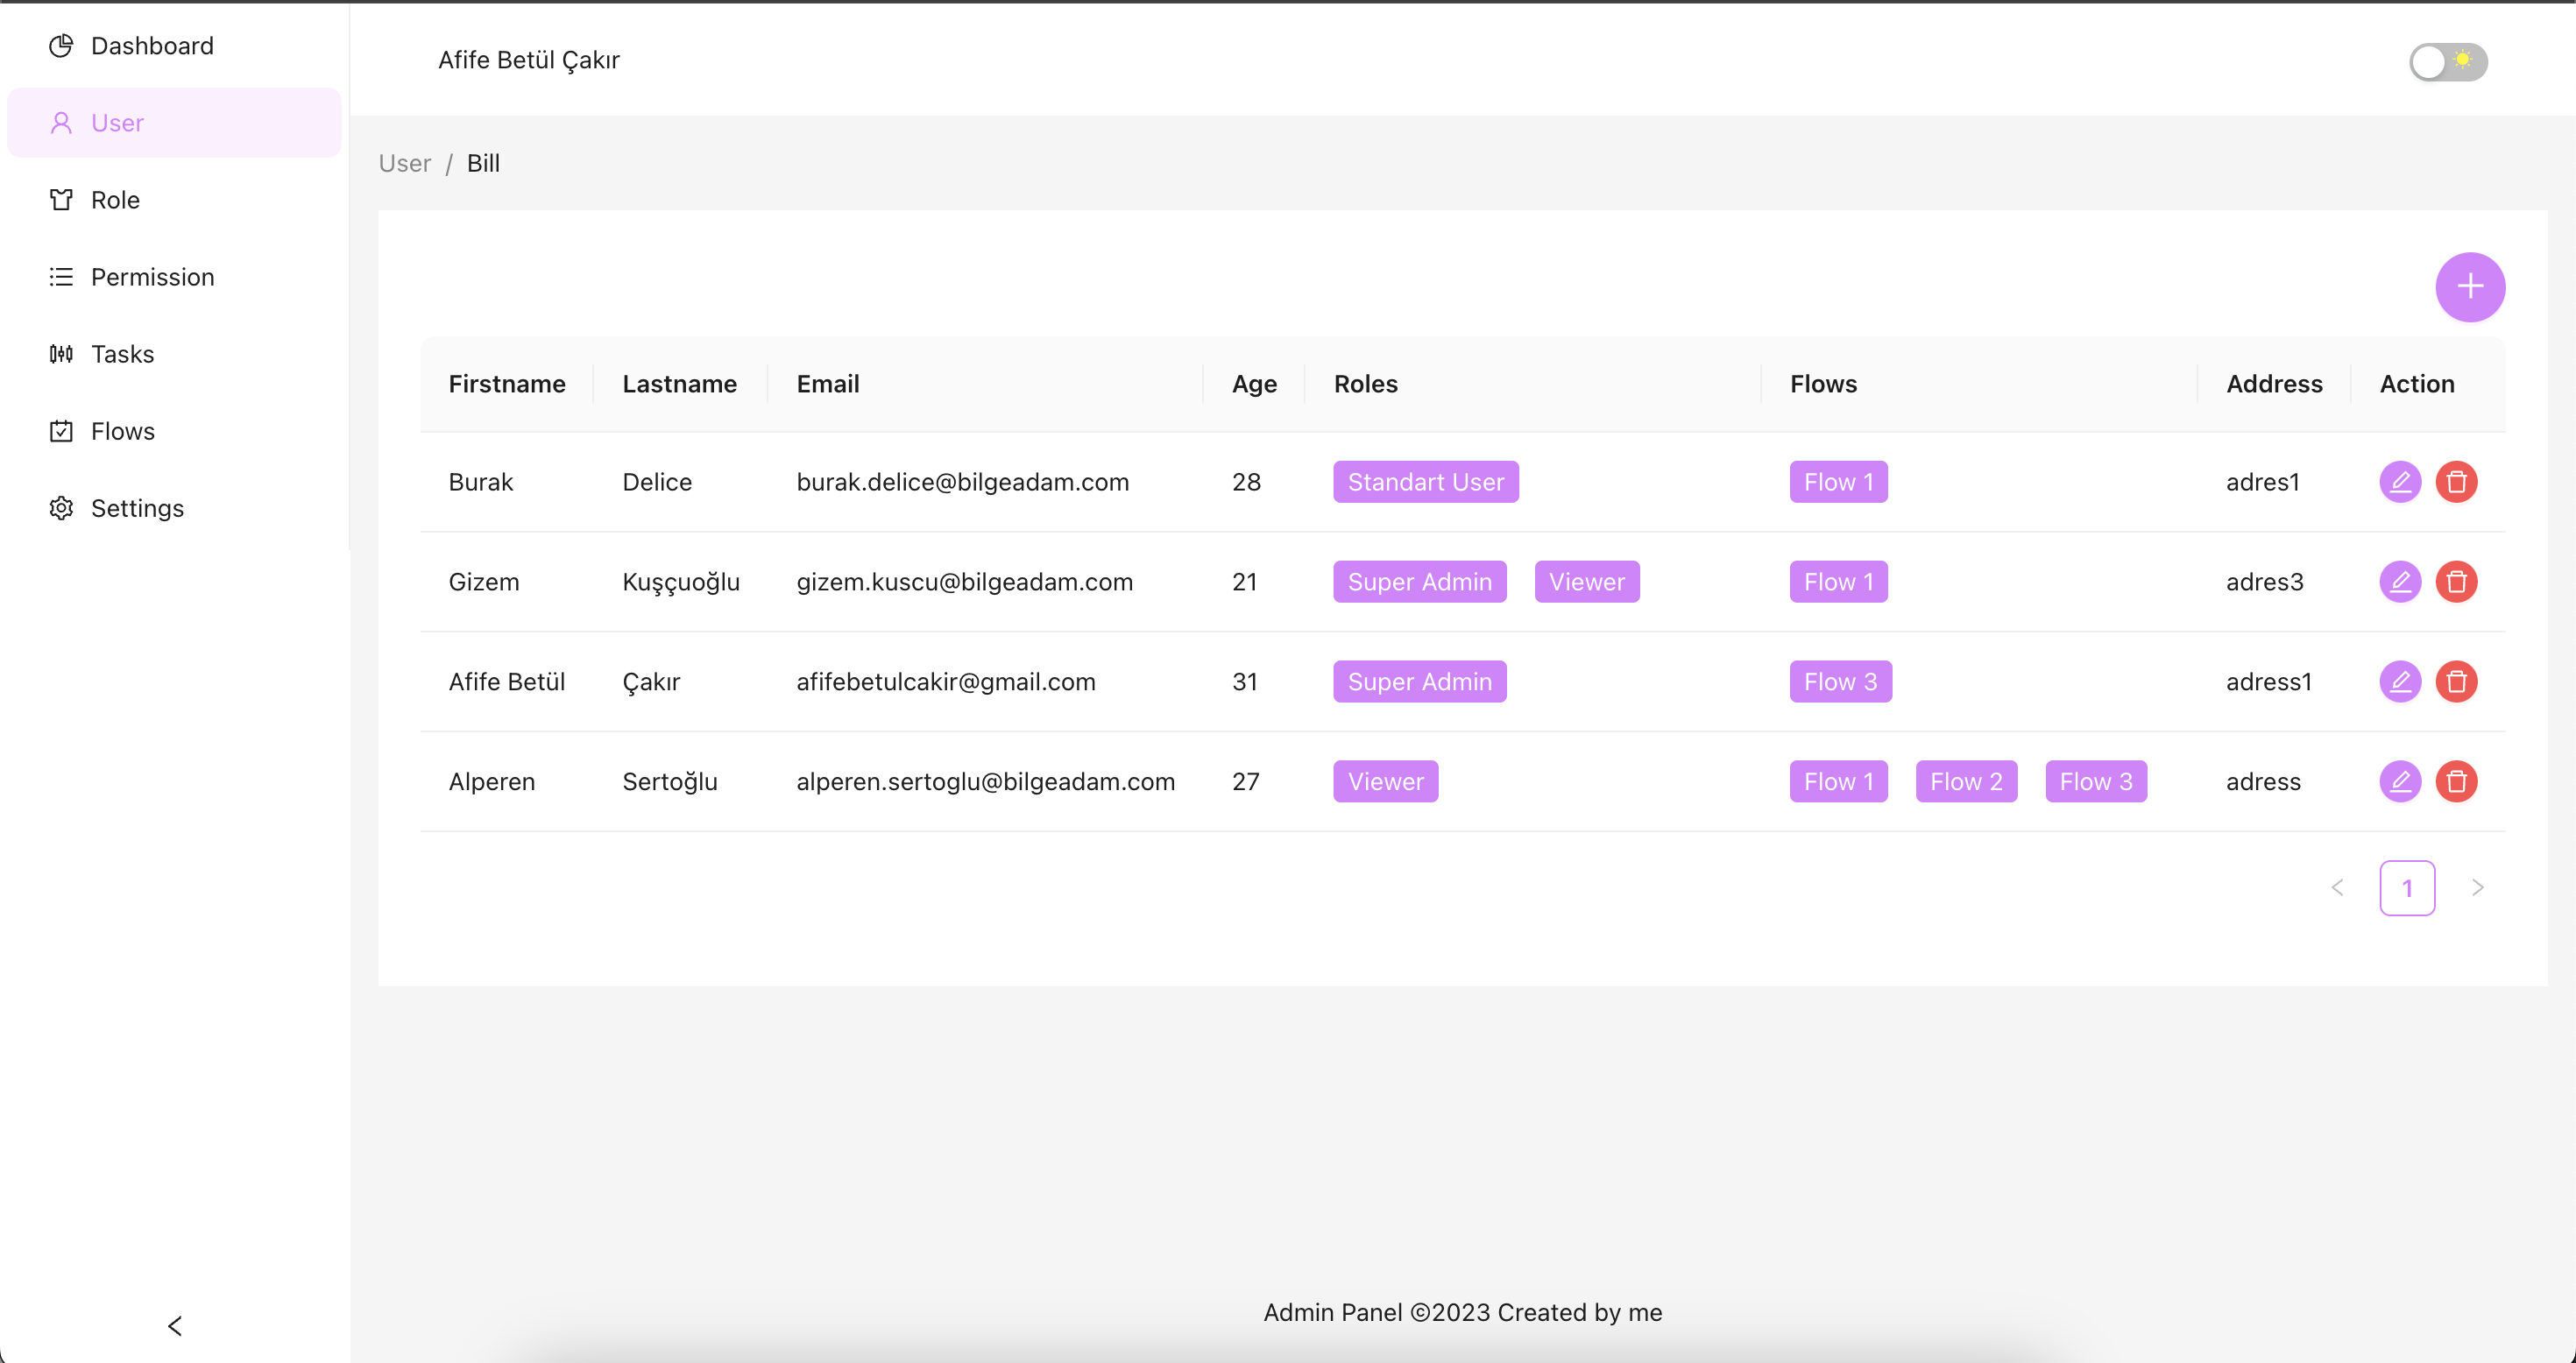 Dashboard
User
Role
Permission
Tasks
Flows
Settings
Afife Betül Çakır
User / Bill
Firstname Lastname Email Age Roles Flows Address Action
Burak Delice burak.delice@bilgeadam.com 28 Standart User Flow 1 adres1
Gizem Kuşçuoğlu gizem.kuscu@bilgeadam.com 21 Super Admin Viewer Flow 1 adres3
Afife Betül Çakır afifebetulcakir@gmail.com 31 Super Admin Flow 3 adress1
Alperen Sertoğlu alperen.sertoglu@bilgeadam.com 27 Viewer Flow 1 Flow 2 Flow 3 adress
1
Admin Panel ©2023 Created by me